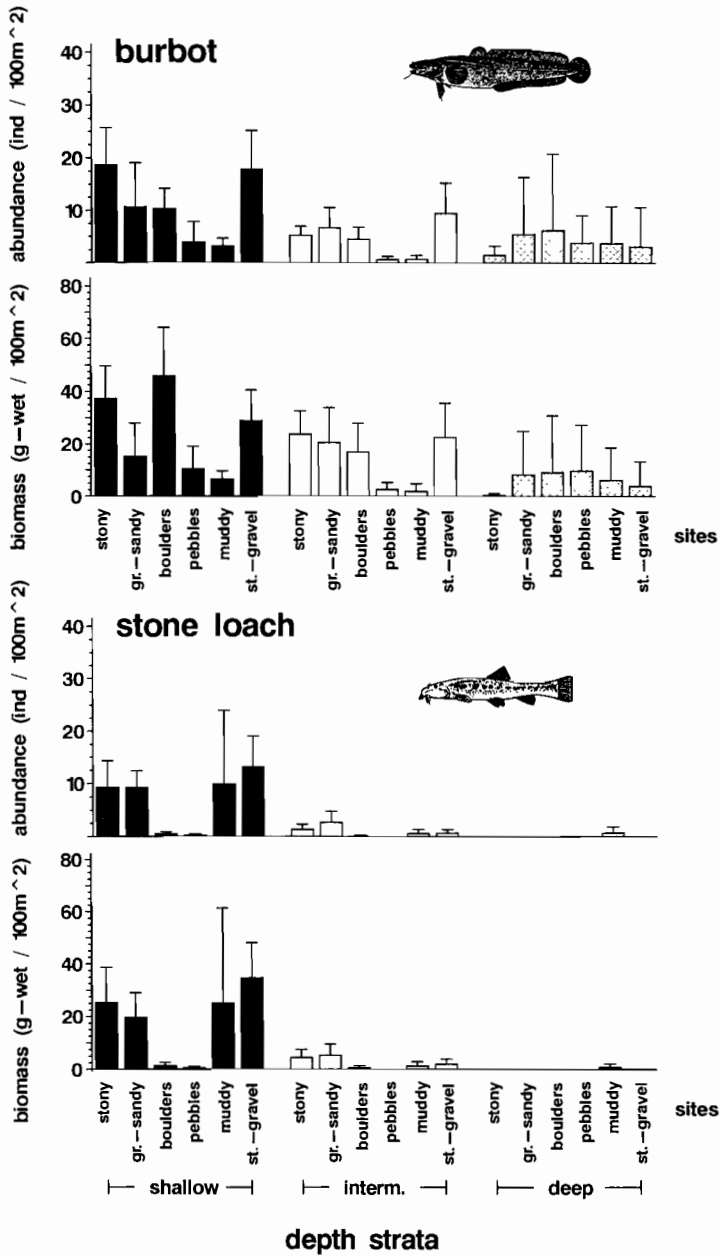 burbot
abundance (ind / 100m^2)
40
30
20
10
biomass (g-wet / 100m^2)
80
60
40
20
0
stony
gr.-sandy
boulders
pebbles
muddy
st.-gravel
stony
gr.-sandy
boulders
pebbles
muddy
st.-gravel
stony
gr.-sandy
boulders
pebbles
muddy
st.-gravel
sites
stone loach
abundance (ind / 100m^2)
40
30
20
10
biomass (g-wet / 100m^2)
80
60
40
20
0
stony
gr.-sandy
boulders
pebbles
muddy
st.-gravel
stony
gr.-sandy
boulders
pebbles
muddy
st.-gravel
stony
gr.-sandy
boulders
pebbles
muddy
st.-gravel
sites
shallow
interm.
deep
depth strata